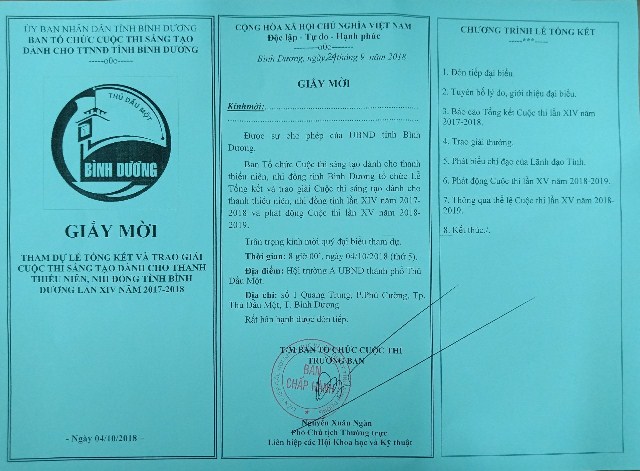 ỦY BAN NHÂN DÂN TỈNH BÌNH DƯƠNG
BAN TỔ CHỨC CUỘC THI SÁNG TẠO
DÀNH CHO TTNNĐ TỈNH BÌNH DƯƠNG
-----o0o-----
THỦ DẦU MỘT
BÌNH DƯƠNG
GIẤY MỜI
THAM DỰ LỄ TỔNG KẾT VÀ TRAO GIẢI
CUỘC THI SÁNG TẠO DÀNH CHO THANH
THIẾU NIÊN, NHI ĐỒNG TỈNH BÌNH
DƯƠNG LẦN XIV NĂM 2017-2018
- Ngày 04/10/2018 -
CỘNG HÒA XÃ HỘI CHỦ NGHĨA VIỆT NAM
Độc lập - Tự do - Hạnh phúc
-----o0o-----
Bình Dương, ngày 24 tháng 9 năm 2018
GIẤY MỜI
Kính mời:
Được sự cho phép của UBND tỉnh Bình
Dương.
Ban Tổ chức Cuộc thi sáng tạo dành cho thanh
thiếu niên, nhi đồng tỉnh Bình Dương tổ chức Lễ
Tổng kết và trao giải Cuộc thi sáng tạo dành cho
thanh thiếu niên, nhi đồng tỉnh lần XIV năm 2017-
2018 và phát động Cuộc thi lần XV năm 2018-
2019.
Trân trọng kính mời quý đại biểu tham dự.
Thời gian: 8 giờ 00', ngày 04/10/2018 (thứ 5).
Địa điểm: Hội trường A UBND thành phố Thủ
Dầu Một.
Địa chỉ: số 1 Quang Trung, P.Phú Cường, Tp.
Thủ Dầu Một, T. Bình Dương.
Rất hân hạnh được đón tiếp.
T/M BAN TỔ CHỨC CUỘC THI
TRƯỞNG BAN
BAN
CHẤP HÀNH
Nguyễn Xuân Ngân
Phó Chủ tịch Thường trực
Liên hiệp các Hội Khoa học và Kỹ thuật
CHƯƠNG TRÌNH LỄ TỔNG KẾT
-----***-----
1. Đón tiếp đại biểu.
2. Tuyên bố lý do, giới thiệu đại biểu.
3. Báo cáo Tổng kết Cuộc thi lần XIV năm
2017-2018.
4. Trao giải thưởng.
5. Phát biểu chỉ đạo của Lãnh đạo Tỉnh.
6. Phát động Cuộc thi lần XV năm 2018-2019.
7. Thông qua thể lệ Cuộc thi lần XV năm 2018-
2019.
8. Kết thúc./.